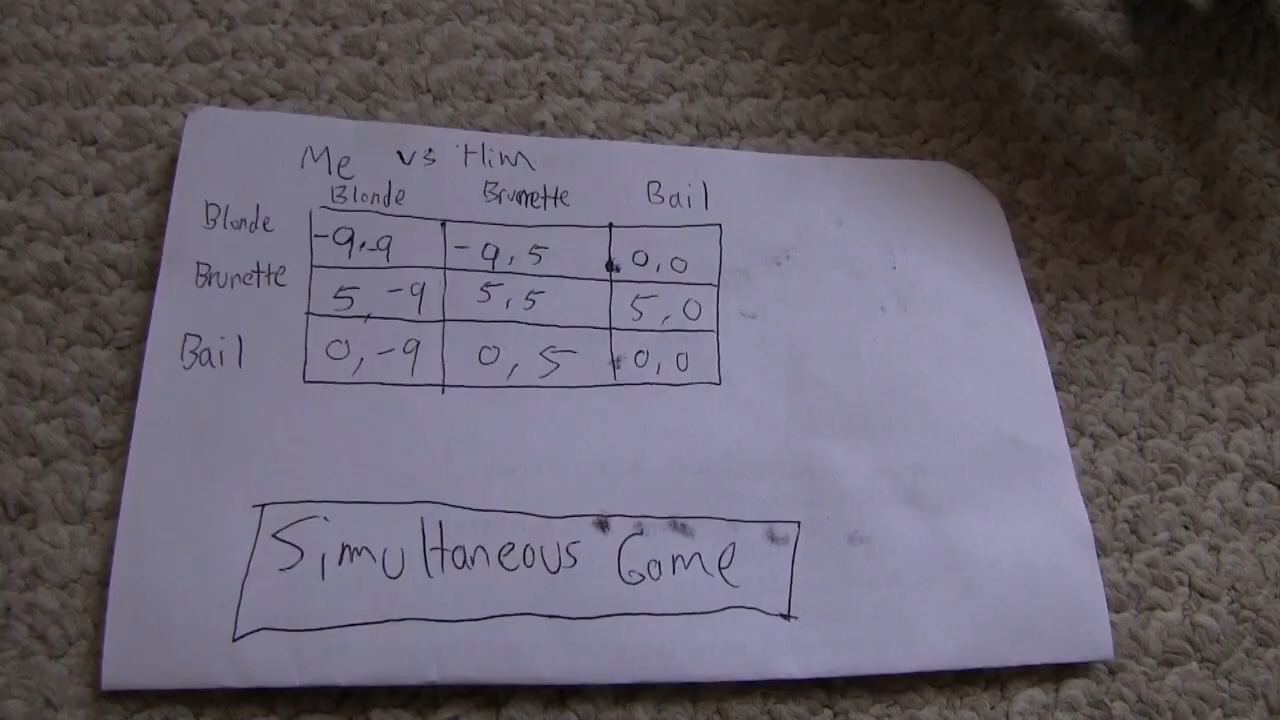 Me vs Him
Blonde Brunette Bail
Blonde -9,-9 -9,5 0,0
Brunette 5,-9 5,5 5,0
Bail 0,-9 0,5 0,0
Simultaneous Game